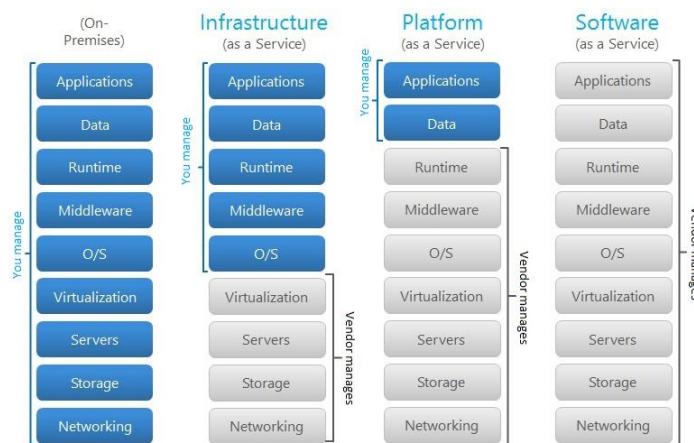 (On-
Premises)
You manage
Applications
Data
Runtime
Middleware
O/S
Virtualization
Servers
Storage
Networking
Infrastructure
(as a Service)
You manage
Applications
Data
Runtime
Middleware
O/S
Virtualization
Servers
Storage
Networking
Vendor manages
Platform
(as a Service)
You manage
Applications
Data
Runtime
Middleware
O/S
Virtualization
Servers
Storage
Networking
Vendor manages
Software
(as a Service)
Applications
Data
Runtime
Middleware
O/S
Virtualization
Servers
Storage
Networking
Vendor manages